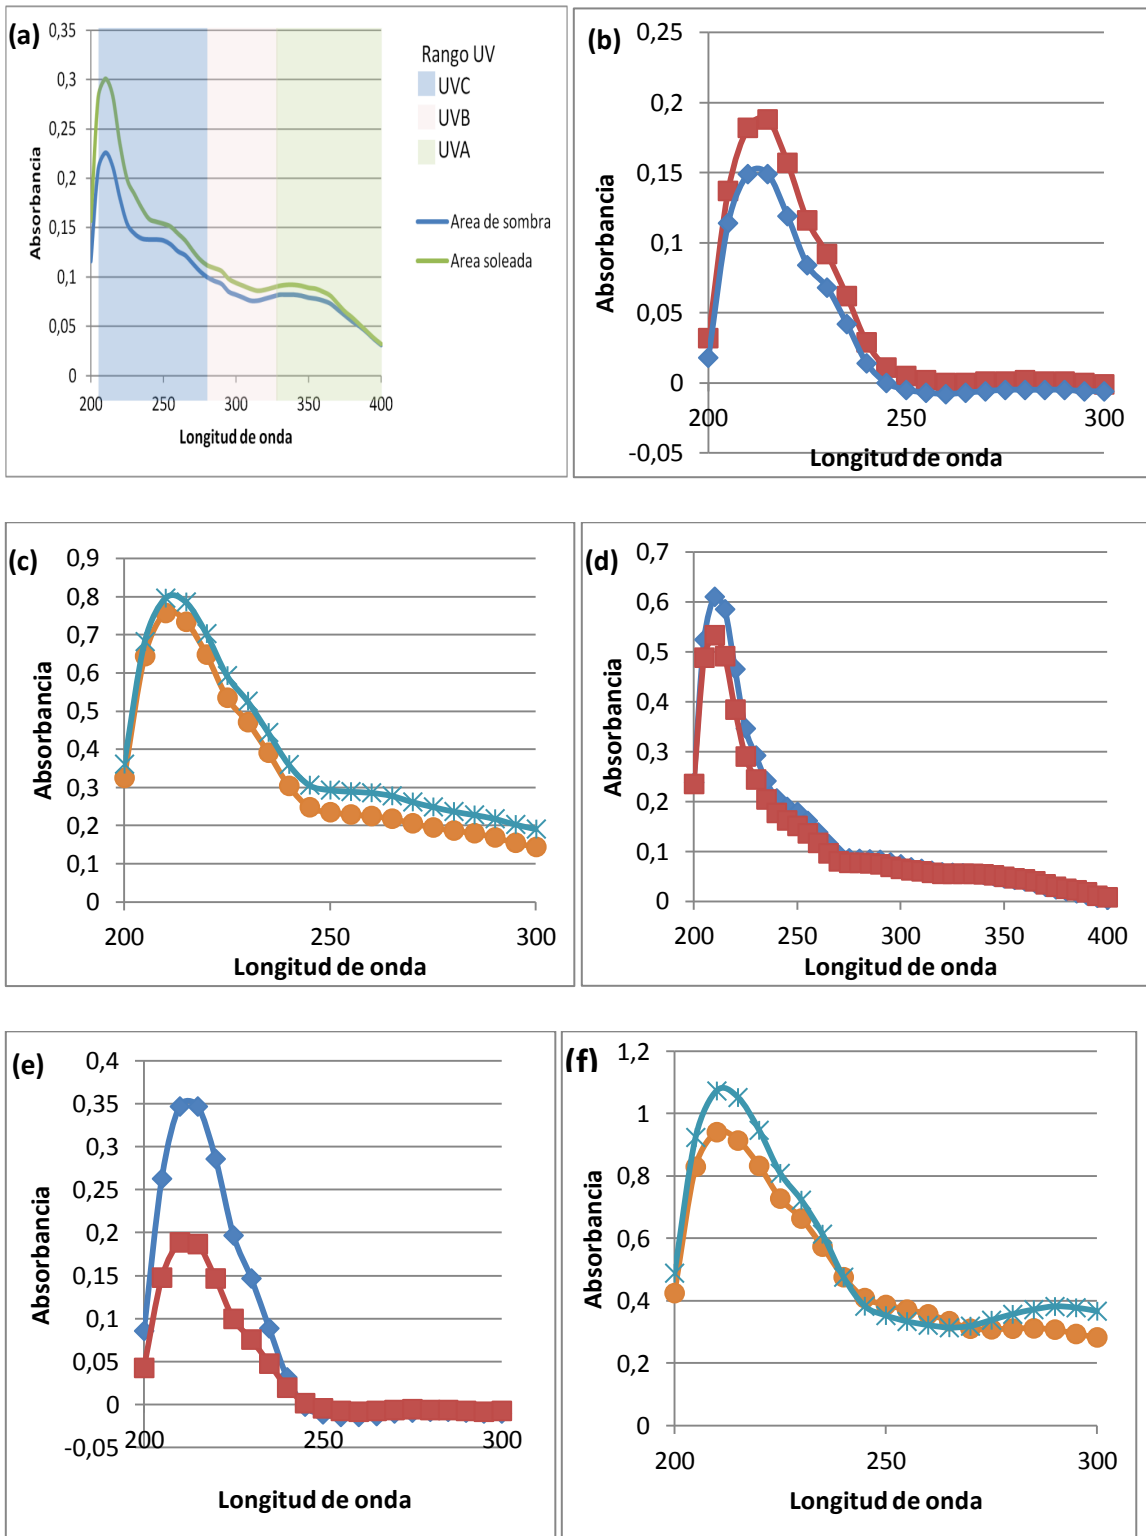 (a)
0,35
0,3
0,25
0,2
0,15
0,1
0,05
0
Absorbancia
200 250 300 350 400
Longitud de onda
Rango UV
UVC
UVB
UVA
Area de sombra
Area soleada
(b)
0,25
0,2
0,15
0,1
0,05
0
-0,05
Absorbancia
200 250 300
Longitud de onda
(c)
0,9
0,8
0,7
0,6
0,5
0,4
0,3
0,2
0,1
0
Absorbancia
200 250 300
Longitud de onda
(d)
0,7
0,6
0,5
0,4
0,3
0,2
0,1
0
Absorbancia
200 250 300 350 400
Longitud de onda
(e)
0,4
0,35
0,3
0,25
0,2
0,15
0,1
0,05
0
-0,05
Absorbancia
200 250 300
Longitud de onda
(f)
1,2
1
0,8
0,6
0,4
0,2
0
Absorbancia
200 250 300
Longitud de onda